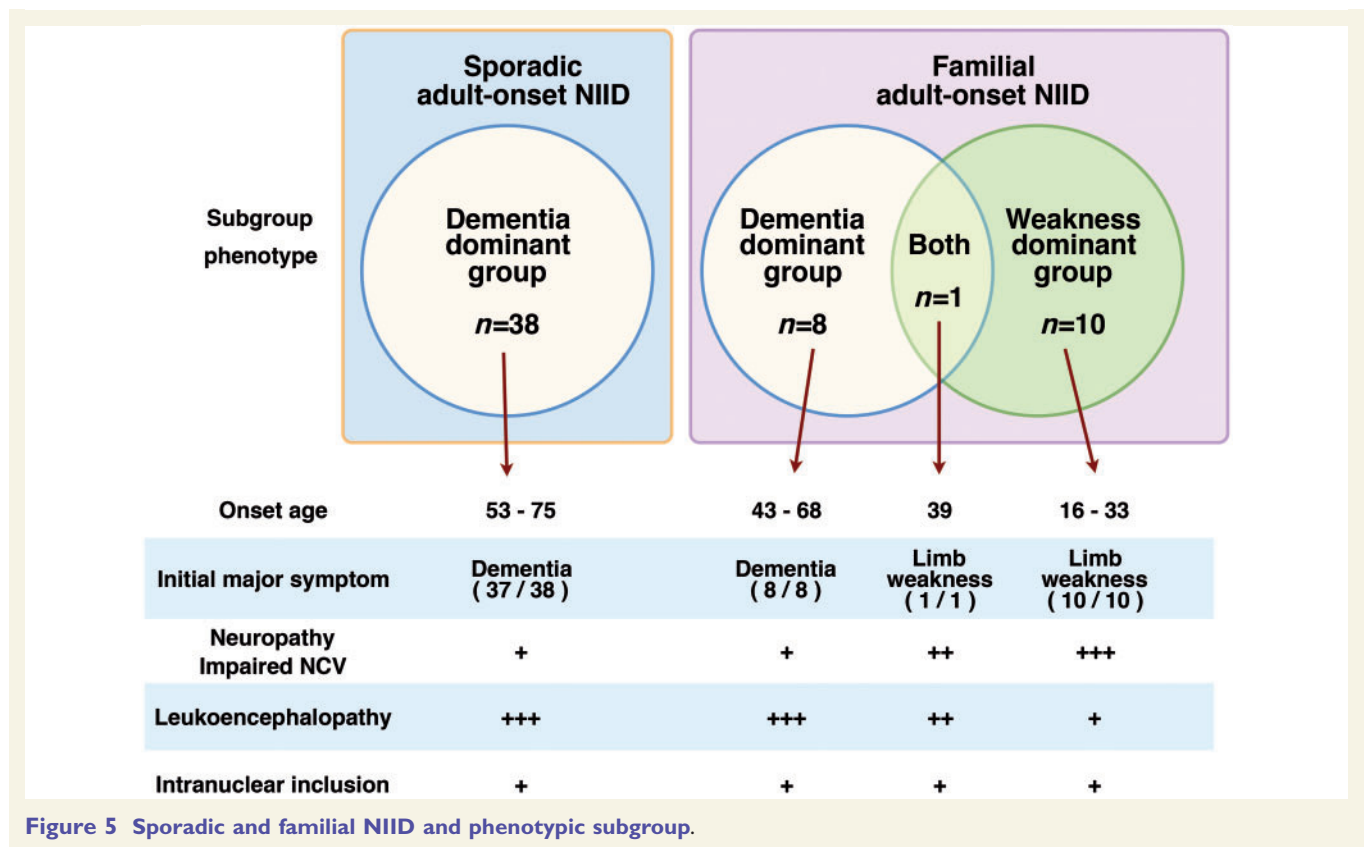 Sporadic
adult-onset NIID
Familial
adult-onset NIID
Subgroup
phenotype
Dementia
dominant
group
n=38
Dementia
dominant
group
n=8
Both
n=1
Weakness
dominant
group
n=10
Onset age
53 - 75
43 - 68
39
16 - 33
Initial major symptom
Dementia
( 37 / 38 )
Dementia
( 8 / 8 )
Limb
weakness
( 1 / 1 )
Limb
weakness
( 10 / 10 )
Neuropathy
Impaired NCV
+
+
++
+++
Leukoencephalopathy
+++
+++
++
+
Intranuclear inclusion
+
+
+
+
Figure 5 Sporadic and familial NIID and phenotypic subgroup.